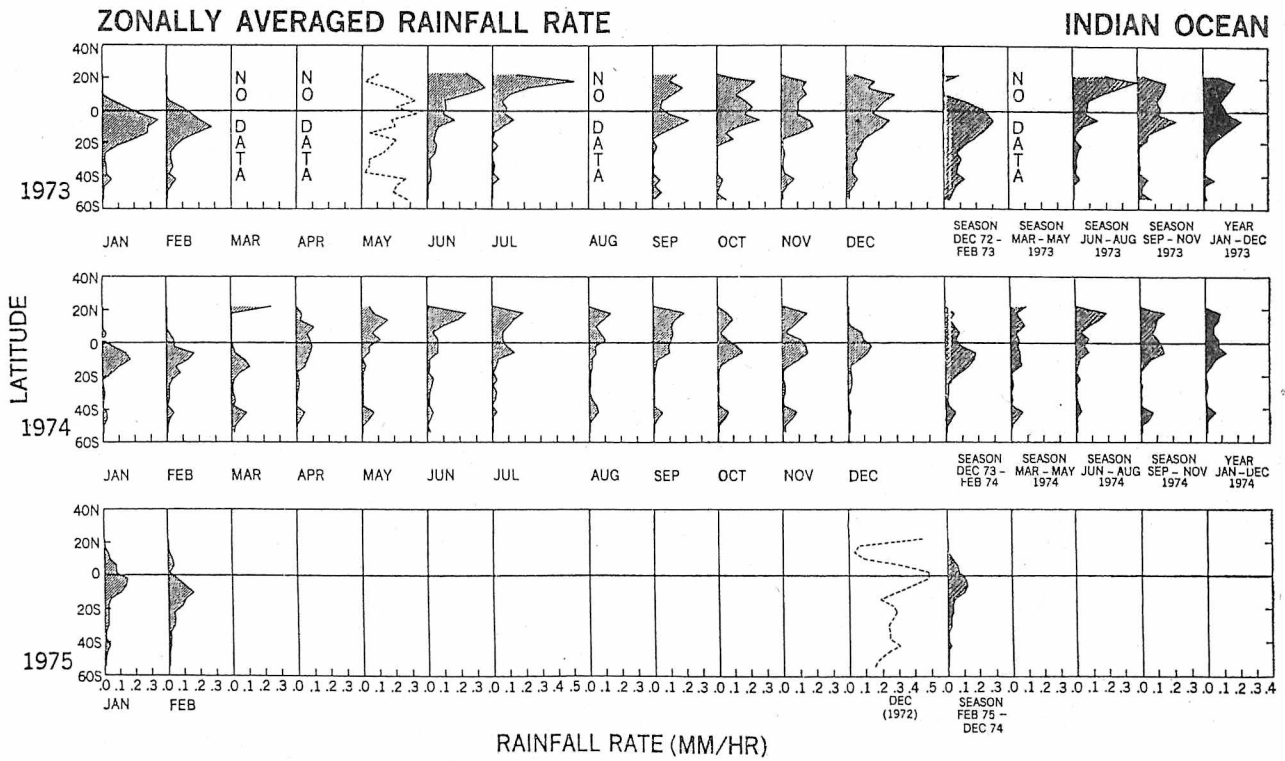 ZONALLY AVERAGED RAINFALL RATE INDIAN OCEAN
40N
20N
0
20S
40S
60S
1973
NO DATA
NO DATA
NO DATA
NO DATA
JAN FEB MAR APR MAY JUN JUL AUG SEP OCT NOV DEC
SEASON DEC 72 – FEB 73
SEASON MAR – MAY 1973
SEASON JUN – AUG 1973
SEASON SEP – NOV 1973
YEAR JAN – DEC 1973
LATITUDE
40N
20N
0
20S
40S
60S
1974
JAN FEB MAR APR MAY JUN JUL AUG SEP OCT NOV DEC
SEASON DEC 73 – FEB 74
SEASON MAR – MAY 1974
SEASON JUN – AUG 1974
SEASON SEP – NOV 1974
YEAR JAN – DEC 1974
40N
20N
0
20S
40S
60S
1975
.0 .1 .2 .3 .0 .1 .2 .3 .0 .1 .2 .3 .0 .1 .2 .3 .0 .1 .2 .3 .0 .1 .2 .3 .0 .1 .2 .3 .4 .5 .0 .1 .2 .3 .0 .1 .2 .3 .0 .1 .2 .3 .0 .1 .2 .3 .0 .1 .2 .3 .4 .5 .0 .1 .2 .3 .0 .1 .2 .3 .0 .1 .2 .3 .0 .1 .2 .3 .0 .1 .2 .3 .4
JAN FEB
DEC (1972)
SEASON FEB 75 – DEC 74
RAINFALL RATE (MM/HR)